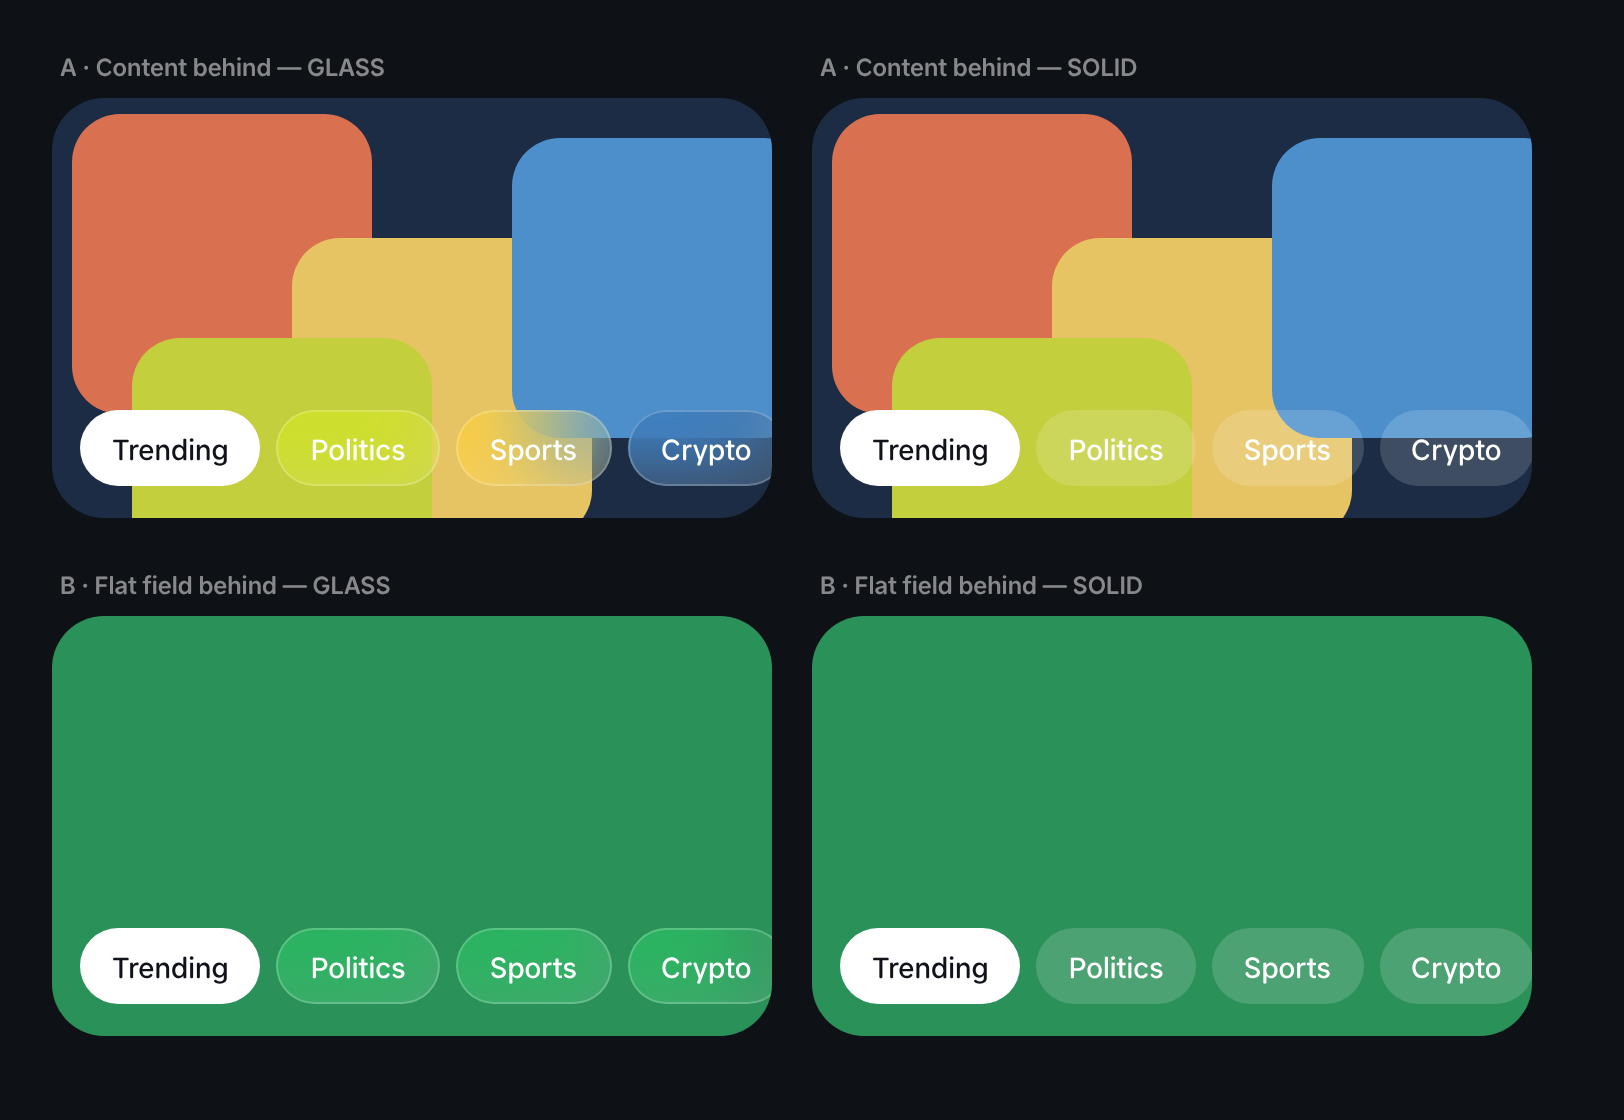 A · Content behind — GLASS
A · Content behind — SOLID
Trending Politics Sports Crypto
Trending Politics Sports Crypto
B · Flat field behind — GLASS
B · Flat field behind — SOLID
Trending Politics Sports Crypto
Trending Politics Sports Crypto